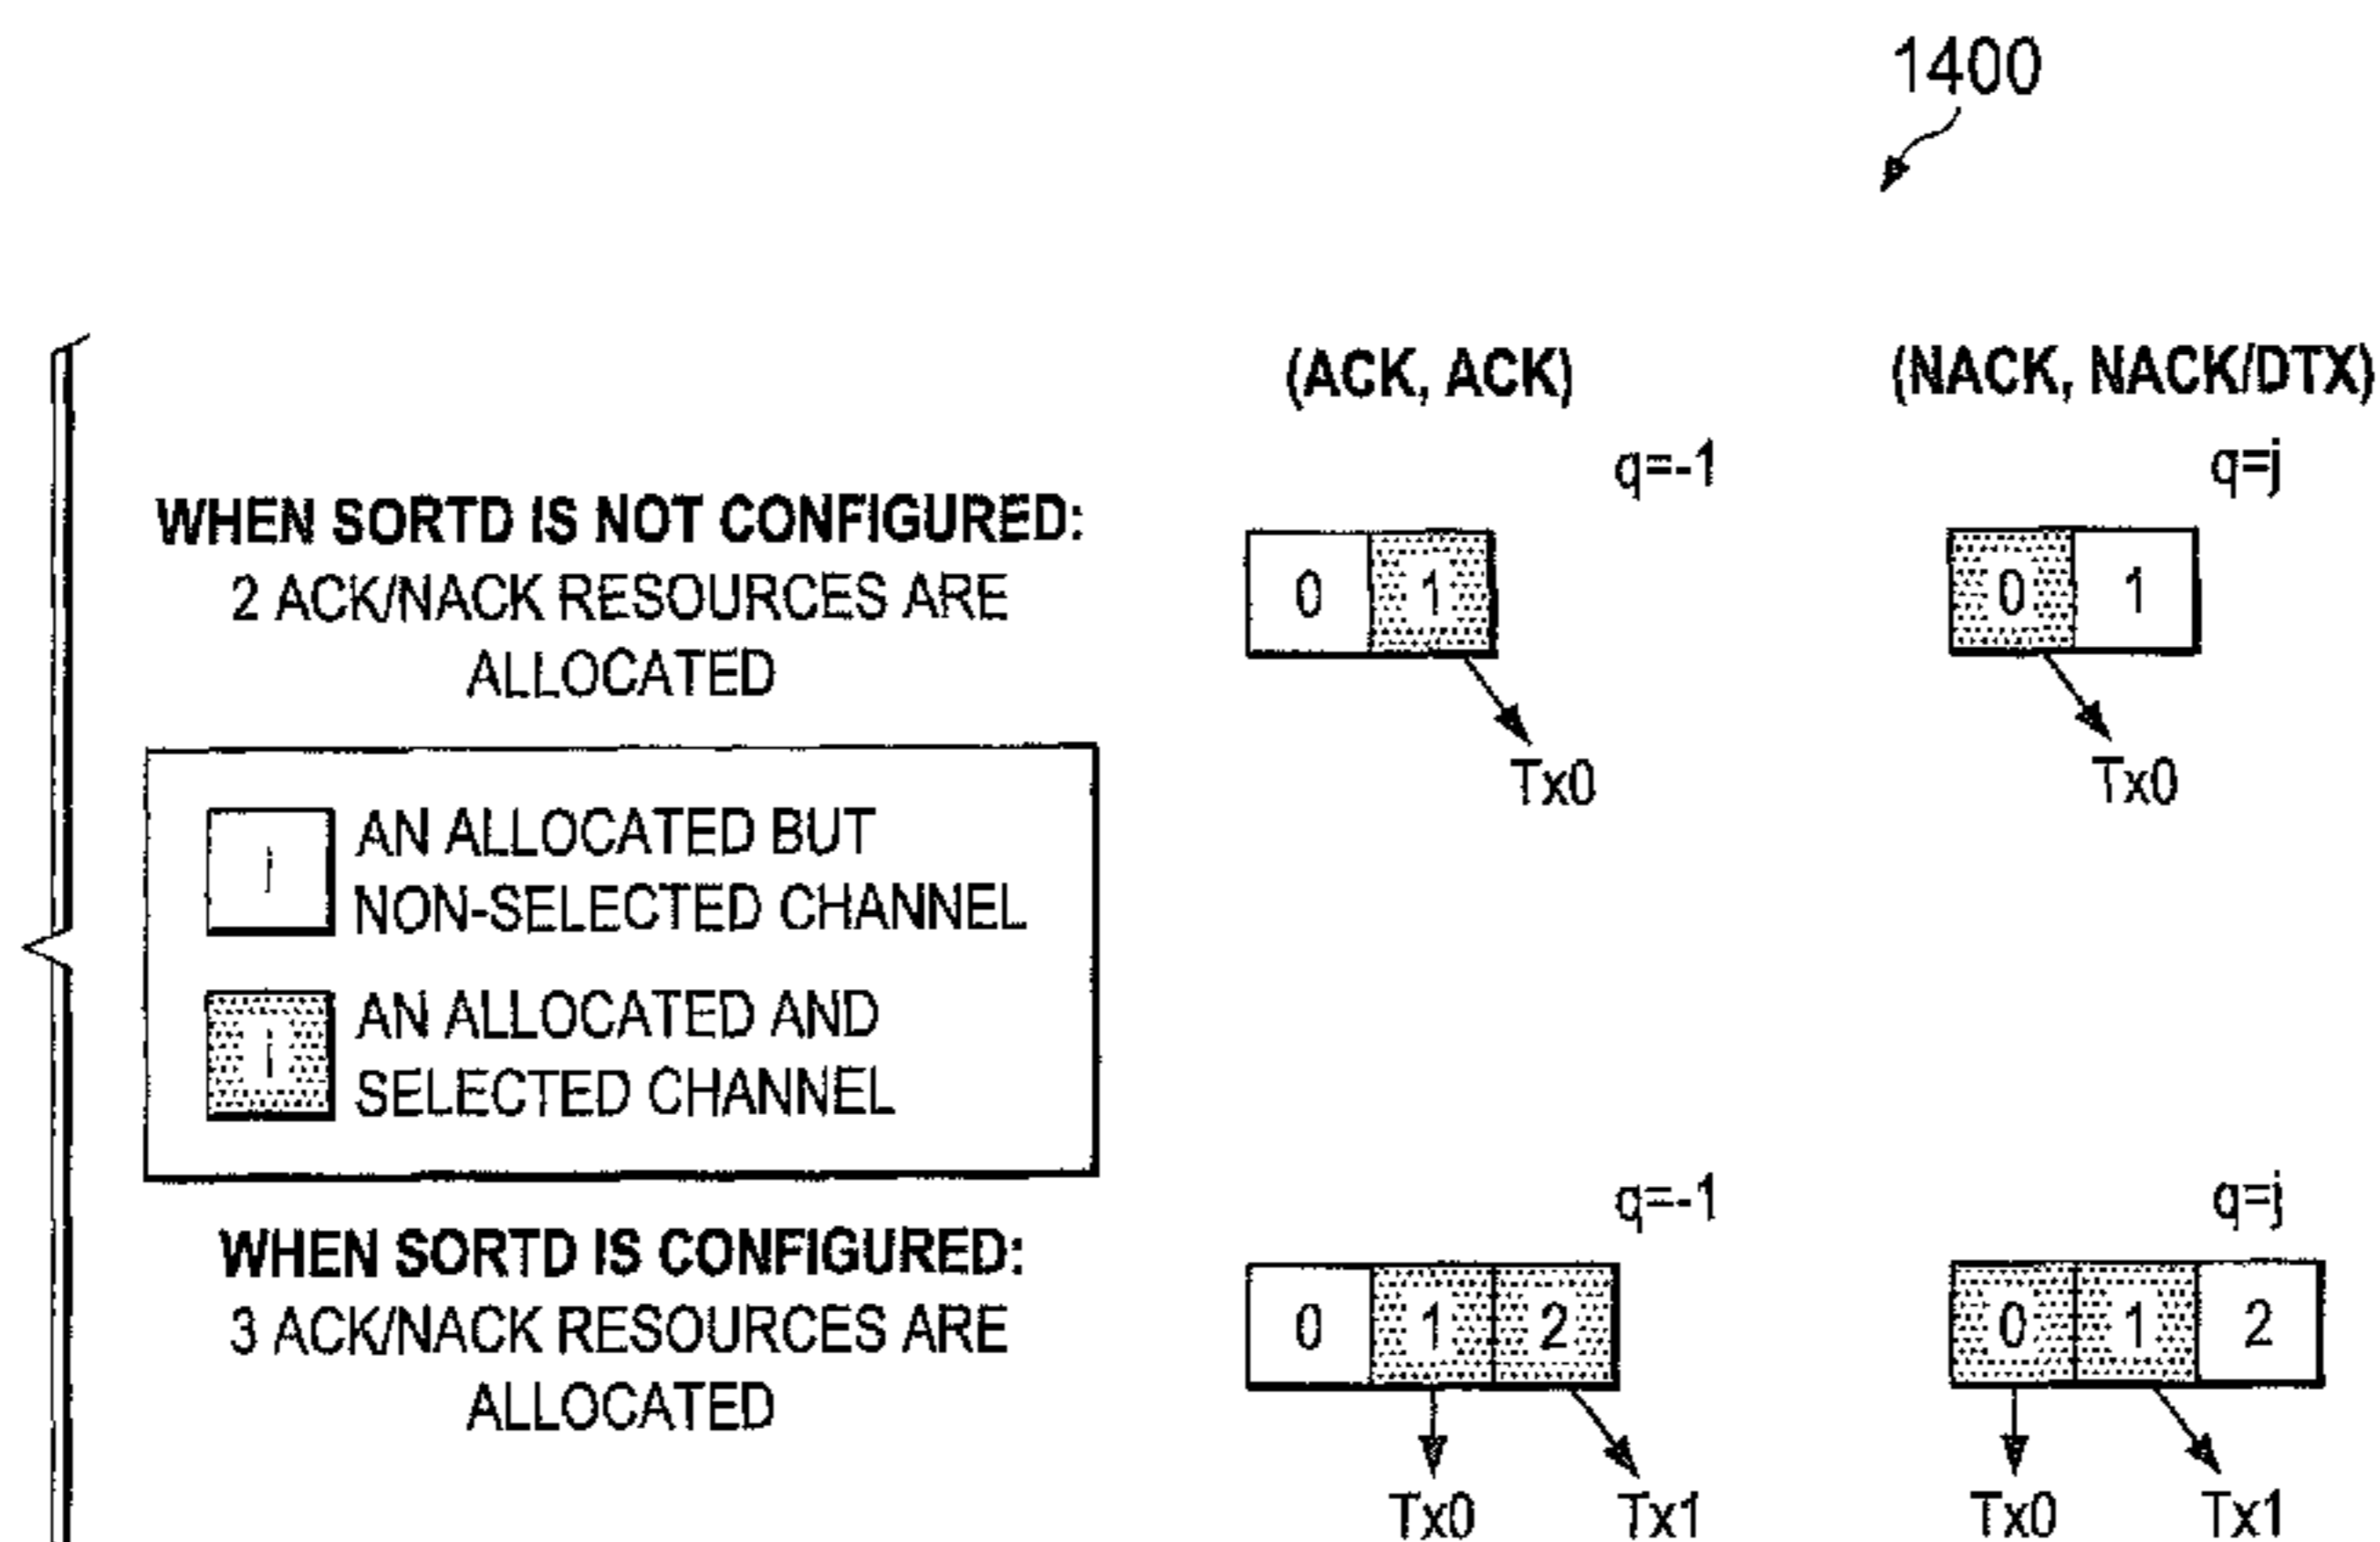 1400
(ACK, ACK)
(NACK, NACK/DTX)
WHEN SORTD IS NOT CONFIGURED:
2 ACK/NACK RESOURCES ARE
ALLOCATED
q=-1
0 1
Tx0
q=j
0 1
Tx0
AN ALLOCATED BUT
NON-SELECTED CHANNEL
AN ALLOCATED AND
SELECTED CHANNEL
WHEN SORTD IS CONFIGURED:
3 ACK/NACK RESOURCES ARE
ALLOCATED
q=-1
0 1 2
Tx0 Tx1
q=j
0 1 2
Tx0 Tx1